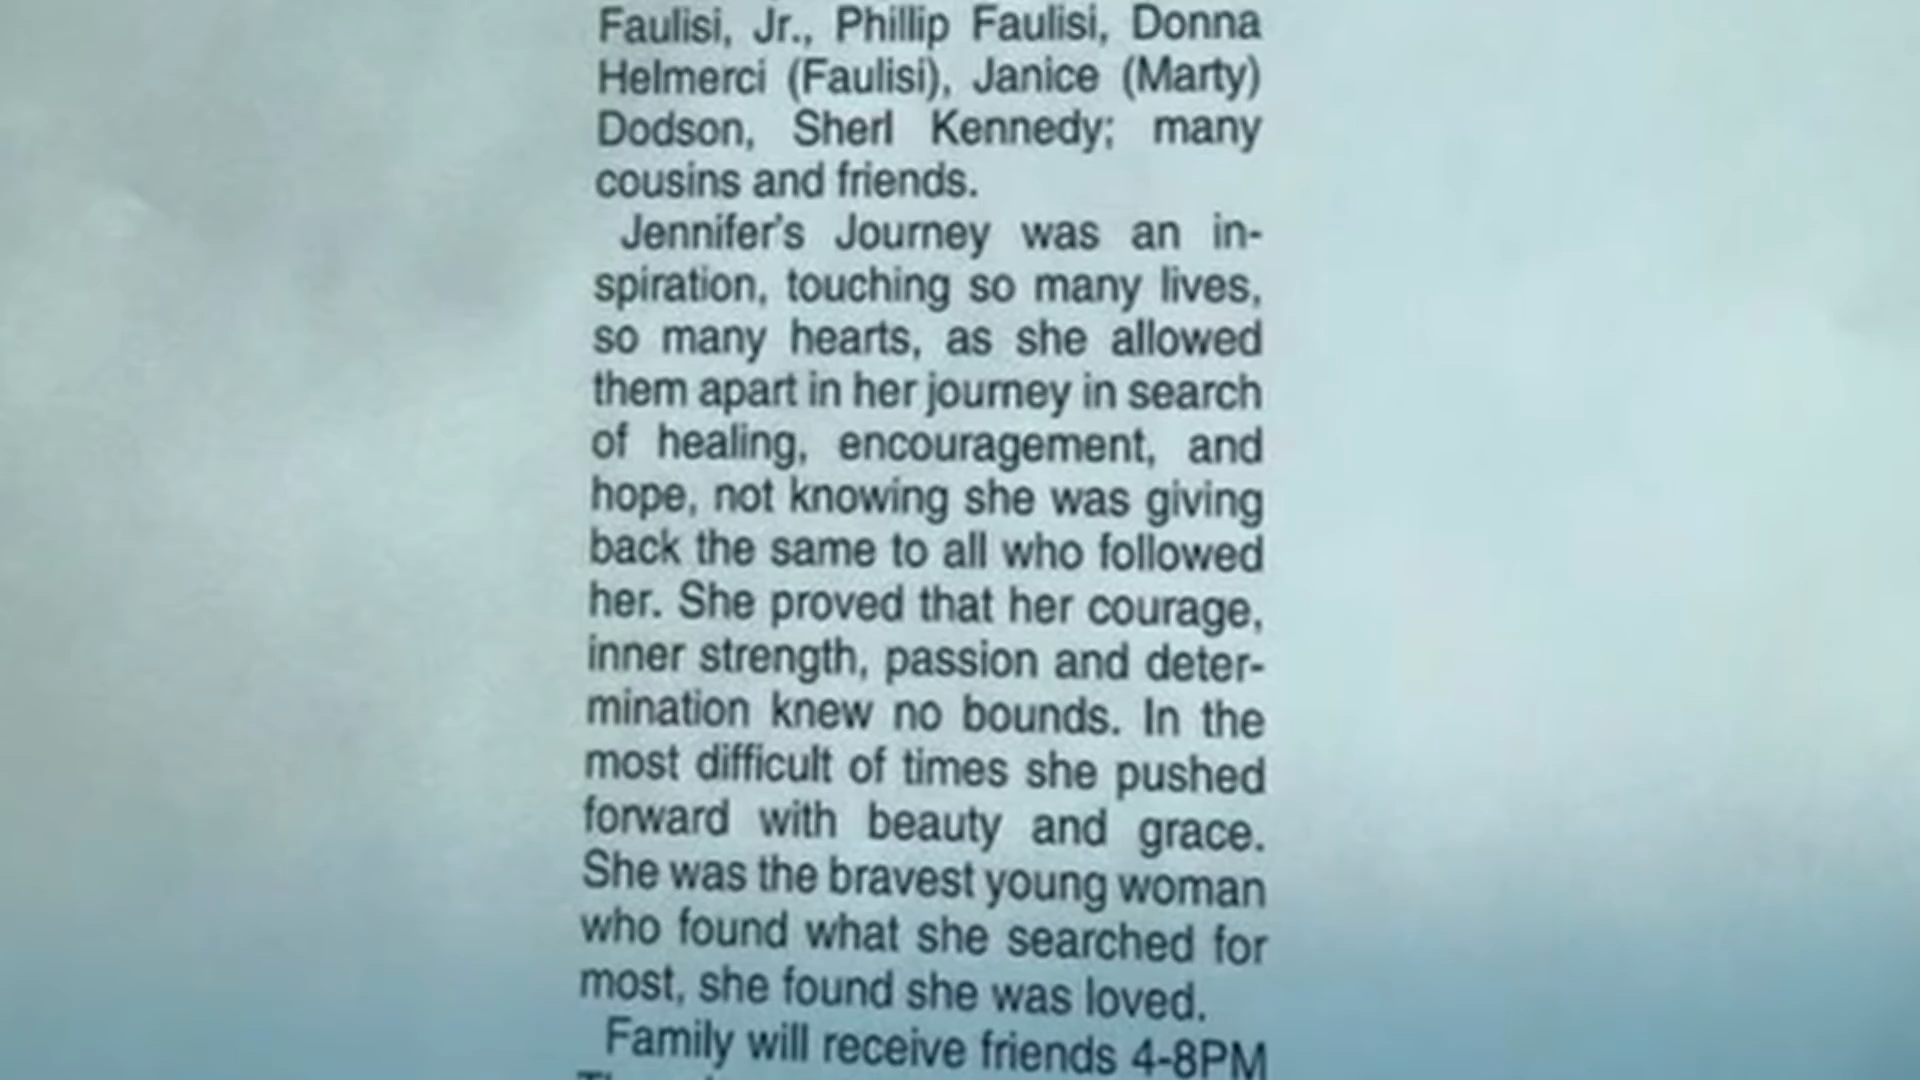 Faulisi, Jr., Phillip Faulisi, Donna
Helmerci (Faulisi), Janice (Marty)
Dodson, Sherl Kennedy; many
cousins and friends.
Jennifer's Journey was an in-
spiration, touching so many lives,
so many hearts, as she allowed
them apart in her journey in search
of healing, encouragement, and
hope, not knowing she was giving
back the same to all who followed
her. She proved that her courage,
inner strength, passion and deter-
mination knew no bounds. In the
most difficult of times she pushed
forward with beauty and grace.
She was the bravest young woman
who found what she searched for
most, she found she was loved.
Family will receive friends 4-8PM